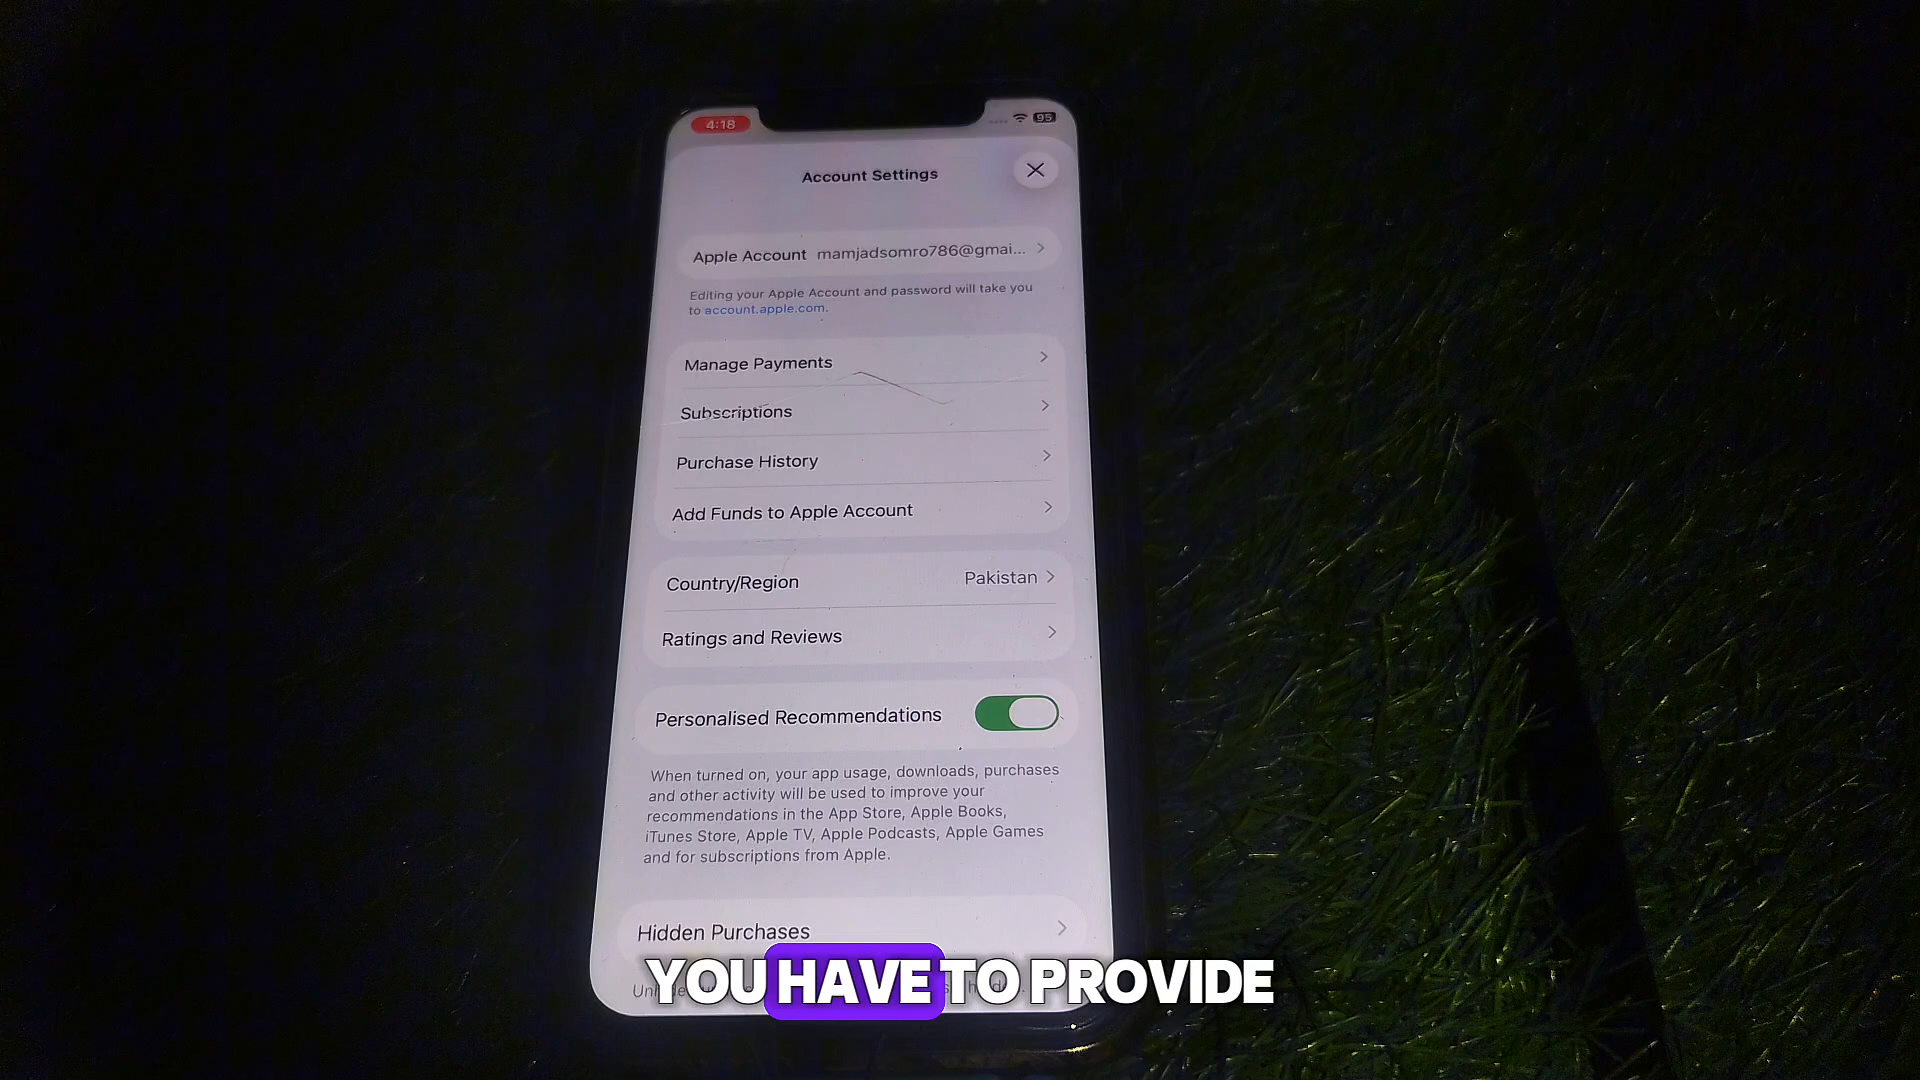 4:18
95
Account Settings
Apple Account mamjadsomro786@gmai...
Editing your Apple Account and password will take you
to account.apple.com.
Manage Payments
Subscriptions
Purchase History
Add Funds to Apple Account
Country/Region Pakistan
Ratings and Reviews
Personalised Recommendations
When turned on, your app usage, downloads, purchases
and other activity will be used to improve your
recommendations in the App Store, Apple Books,
iTunes Store, Apple TV, Apple Podcasts, Apple Games
and for subscriptions from Apple.
Hidden Purchases
YOU HAVE TO PROVIDE